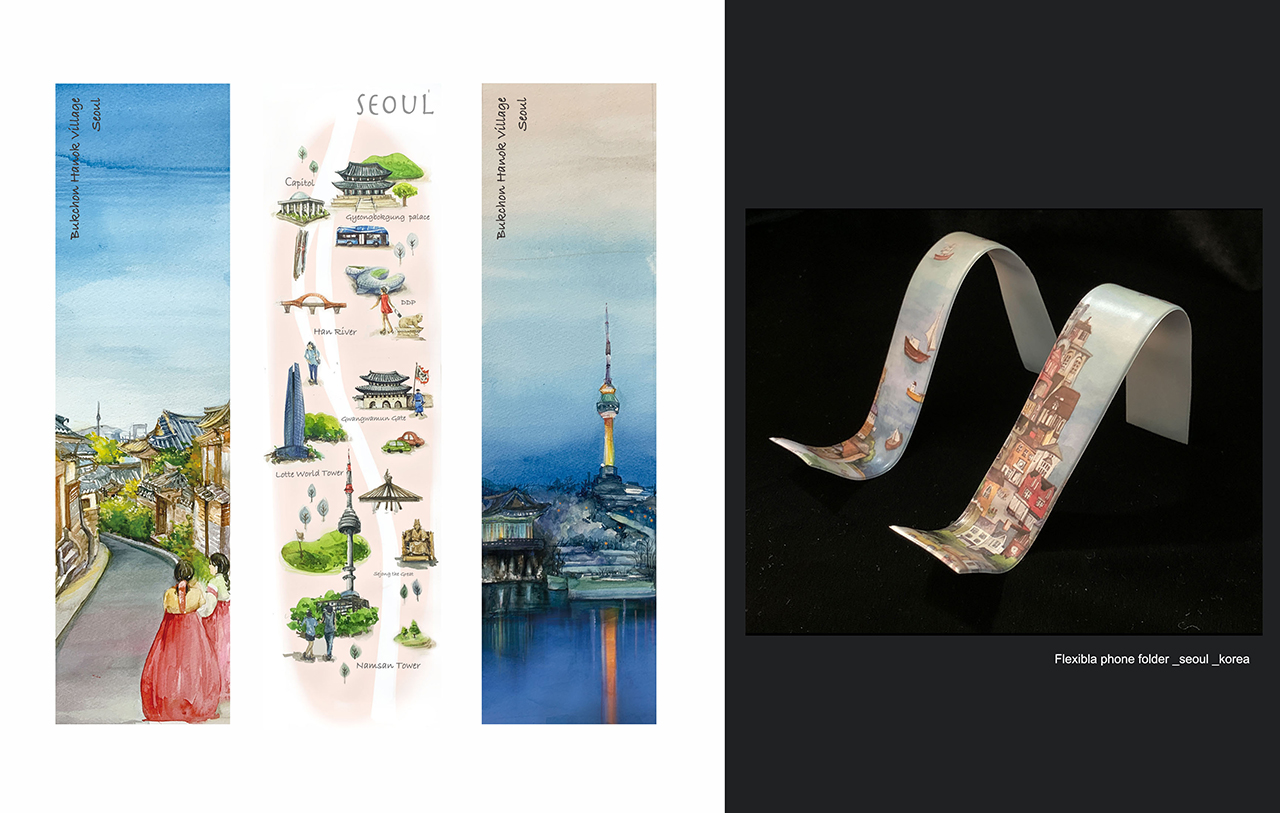 Bukchon Hanok Village
Seoul
SEOUL
Capitol
Gyeongbokgung palace
DDP
Han River
Gwangwamun Gate
Lotte World Tower
Sejong the Great
Namsan Tower
Bukchon Hanok Village
Seoul
Flexibla phone folder _seoul _korea